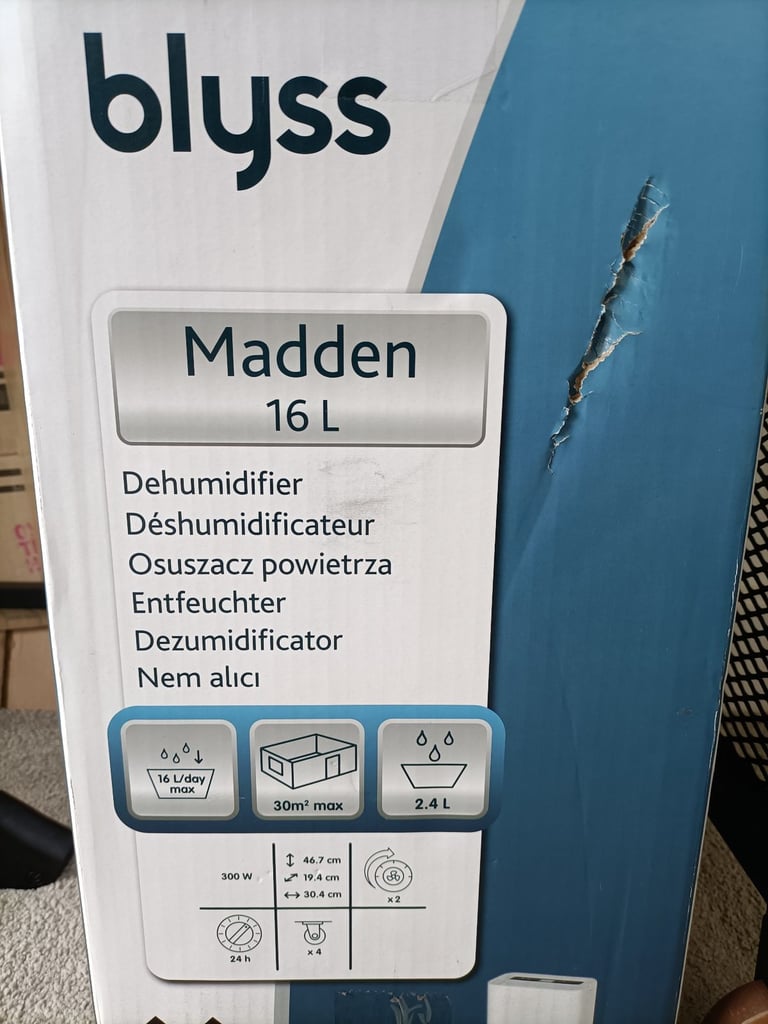 blyss
Madden
16 L
Dehumidifier
Déshumidificateur
Osuszacz powietrza
Entfeuchter
Dezumidificator
Nem alıcı
16 L/day
max
30m² max
2.4 L
300 W
46.7 cm
19.4 cm
30.4 cm
x 2
24 h
x 4